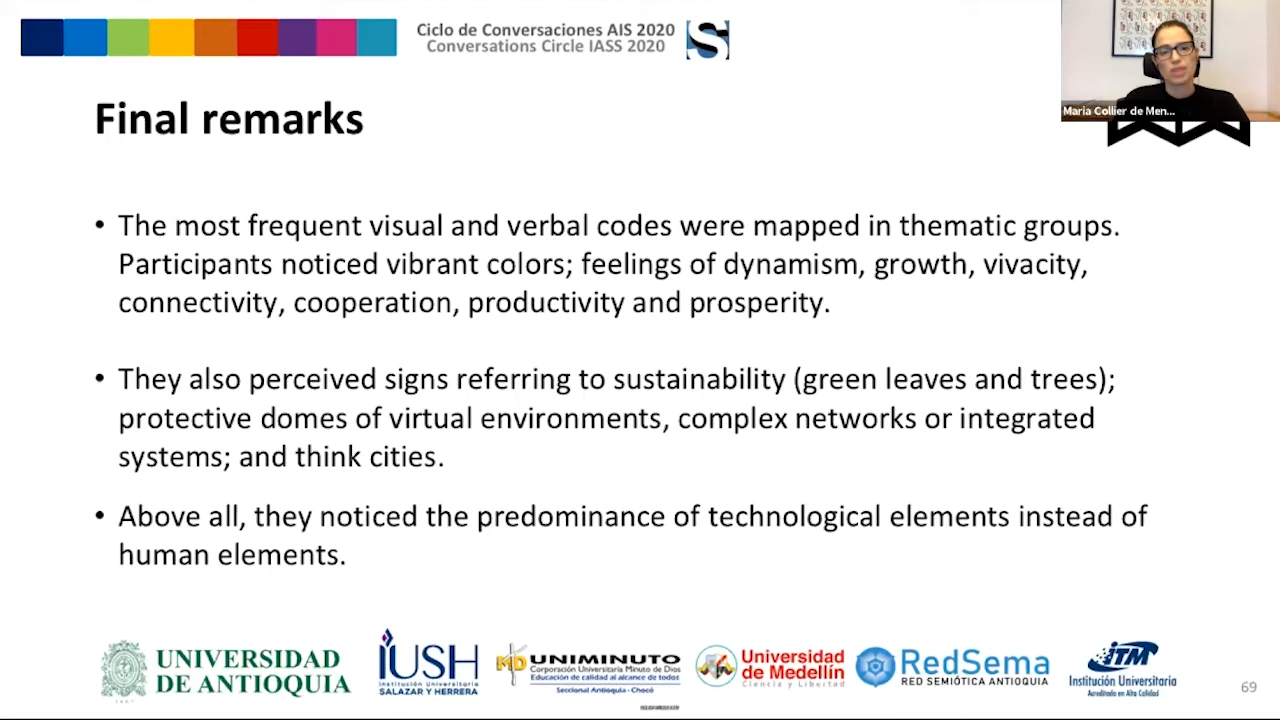 Ciclo de Conversaciones AIS 2020
Conversations Circle IASS 2020
S
Maria Collier de Men...
Final remarks
• The most frequent visual and verbal codes were mapped in thematic groups.
Participants noticed vibrant colors; feelings of dynamism, growth, vivacity,
connectivity, cooperation, productivity and prosperity.
• They also perceived signs referring to sustainability (green leaves and trees);
protective domes of virtual environments, complex networks or integrated
systems; and think cities.
• Above all, they noticed the predominance of technological elements instead of
human elements.
UNIVERSIDAD
DE ANTIOQUIA
IUSH
Institución Universitaria
SALAZAR Y HERRERA
MD UNIMINUTO
Corporación Universitaria Minuto de Dios
Educación de calidad al alcance de todos
Seccional Antioquia - Chocó
Universidad
de Medellín
Ciencia y Libertad
RedSema
RED SEMIÓTICA ANTIOQUIA
iTM
Institución Universitaria
Acreditada en Alta Calidad
69